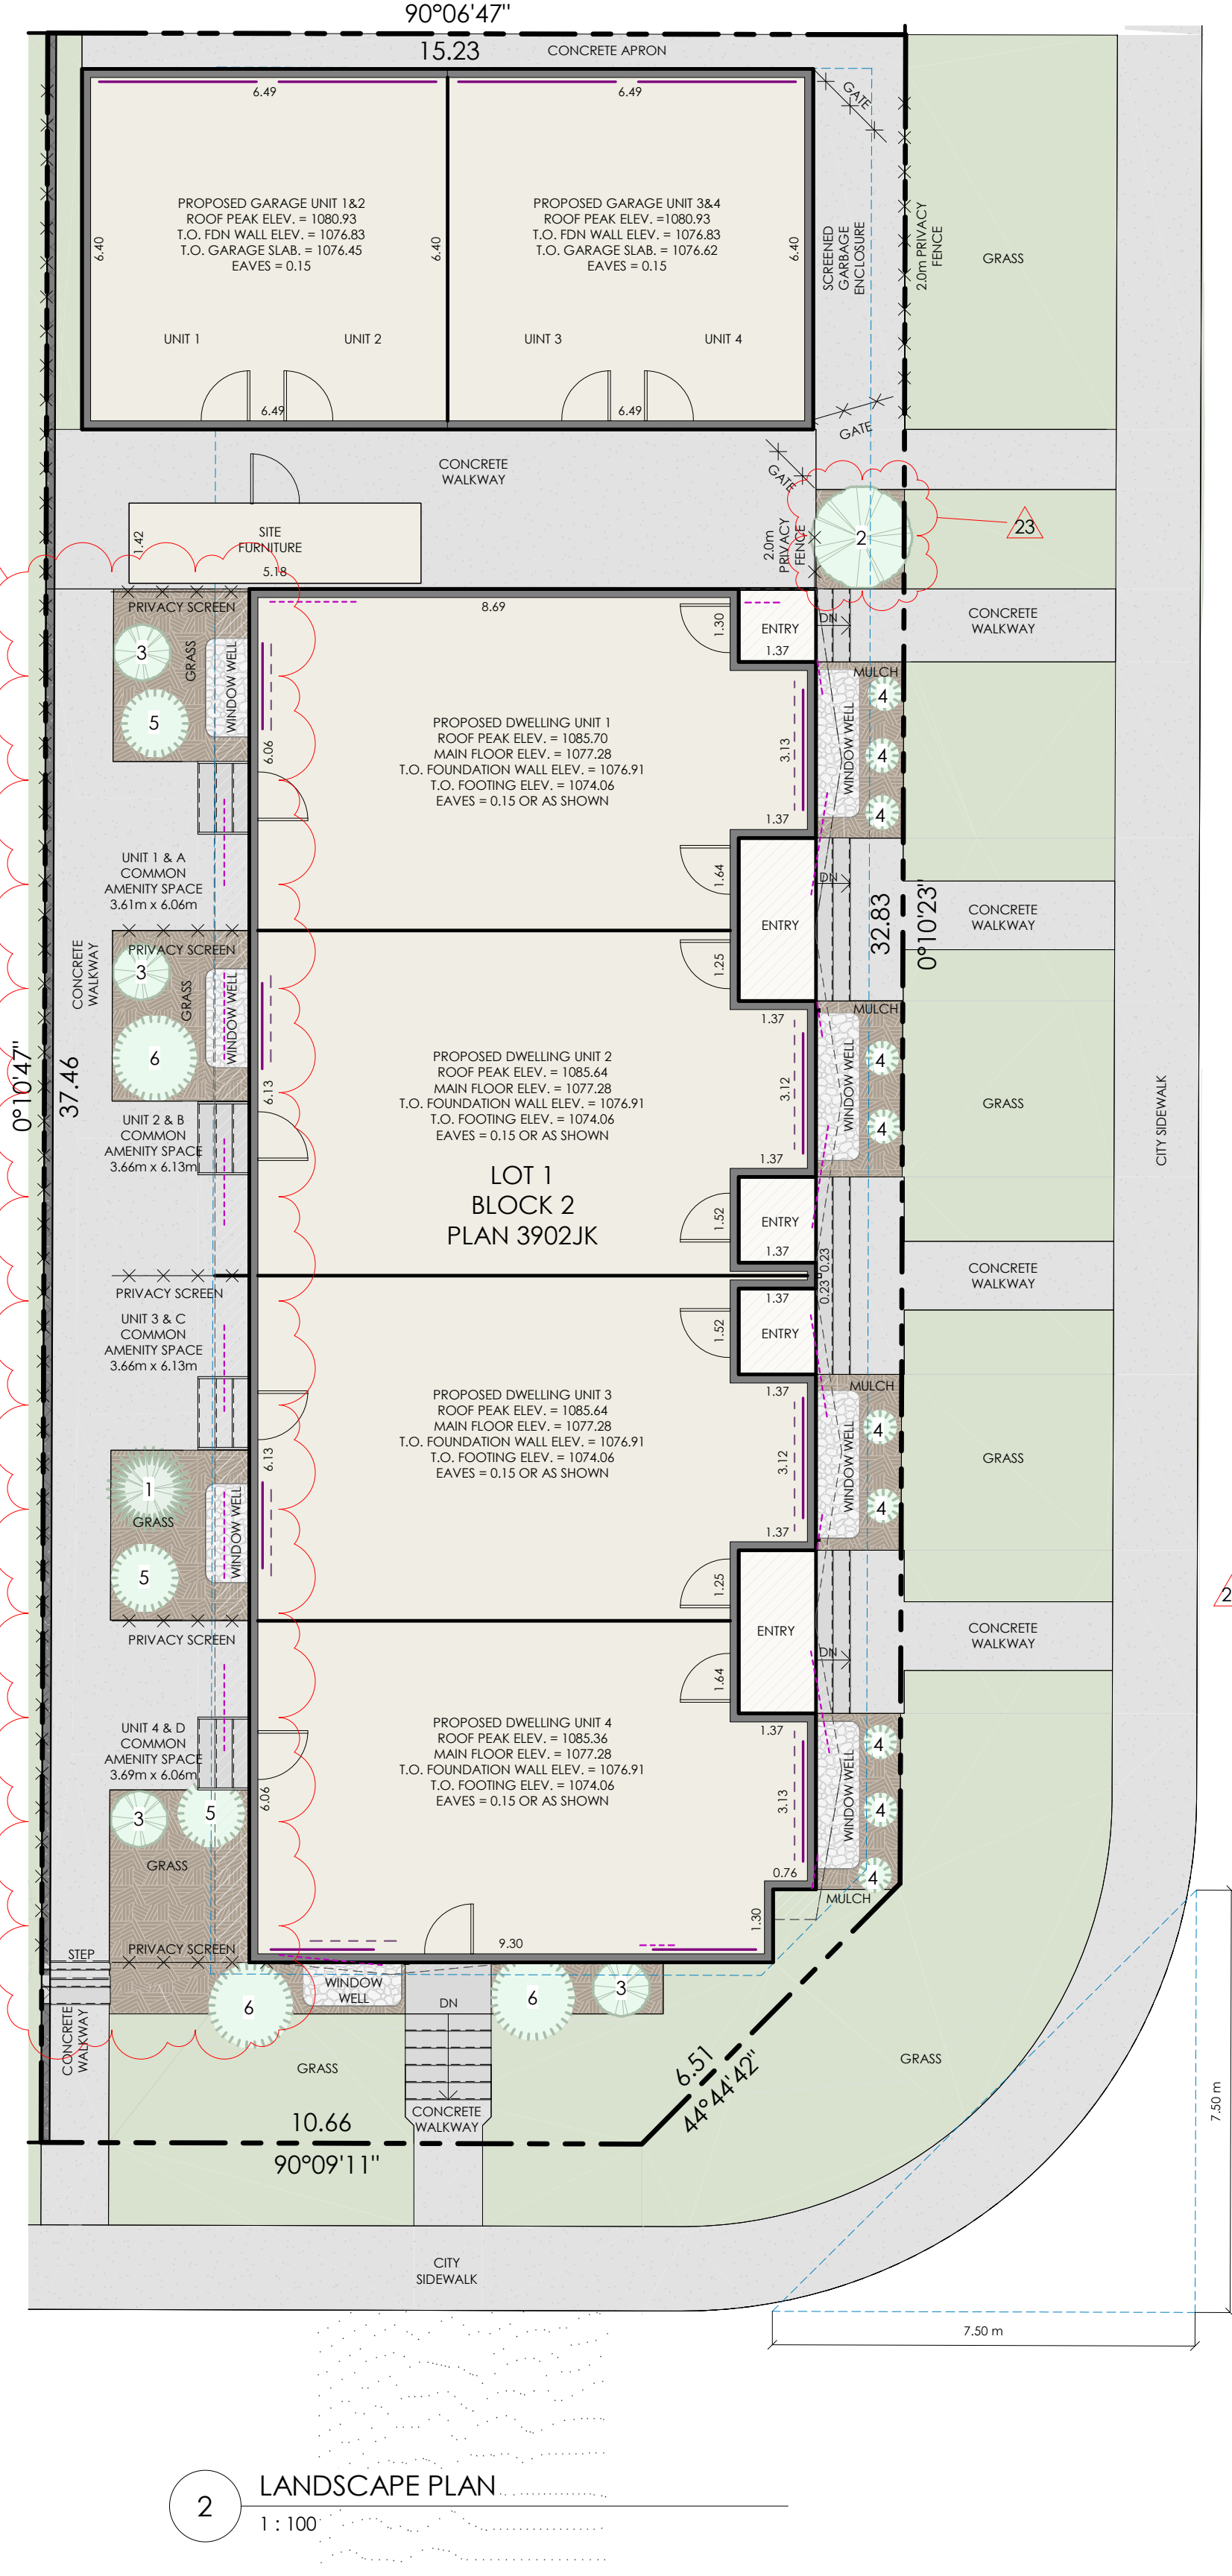 90°06'47"
15.23
CONCRETE APRON
6.49
6.49
GATE
PROPOSED GARAGE UNIT 1&2
ROOF PEAK ELEV. = 1080.93
T.O. FDN WALL ELEV. = 1076.83
T.O. GARAGE SLAB. = 1076.45
EAVES = 0.15
PROPOSED GARAGE UNIT 3&4
ROOF PEAK ELEV. =1080.93
T.O. FDN WALL ELEV. = 1076.83
T.O. GARAGE SLAB. = 1076.62
EAVES = 0.15
6.40
6.40
6.40
SCREENED
GARBAGE
ENCLOSURE
2.0m PRIVACY
FENCE
GRASS
UNIT 1
UNIT 2
UINT 3
UNIT 4
6.49
6.49
GATE
CONCRETE
WALKWAY
GATE
SITE
FURNITURE
1.42
5.18
2.0m
PRIVACY
FENCE
2
23
PRIVACY SCREEN
8.69
1.30
ENTRY
1.37
DN
CONCRETE
WALKWAY
3
GRASS
WINDOW WELL
5
6.06
PROPOSED DWELLING UNIT 1
ROOF PEAK ELEV. = 1085.70
MAIN FLOOR ELEV. = 1077.28
T.O. FOUNDATION WALL ELEV. = 1076.91
T.O. FOOTING ELEV. = 1074.06
EAVES = 0.15 OR AS SHOWN
3.13
1.37
MULCH
WINDOW WELL
4
4
4
UNIT 1 & A
COMMON
AMENITY SPACE
3.61m x 6.06m
1.64
DN
ENTRY
32.83
0°10'23"
CONCRETE
WALKWAY
CONCRETE
WALKWAY
PRIVACY SCREEN
3
GRASS
WINDOW WELL
6
1.25
1.37
MULCH
0°10'47"
37.46
6.13
PROPOSED DWELLING UNIT 2
ROOF PEAK ELEV. = 1085.64
MAIN FLOOR ELEV. = 1077.28
T.O. FOUNDATION WALL ELEV. = 1076.91
T.O. FOOTING ELEV. = 1074.06
EAVES = 0.15 OR AS SHOWN
3.12
1.37
WINDOW WELL
4
4
GRASS
CITY SIDEWALK
UNIT 2 & B
COMMON
AMENITY SPACE
3.66m x 6.13m
LOT 1
BLOCK 2
PLAN 3902JK
1.52
ENTRY
1.37
0.23
0.23
CONCRETE
WALKWAY
PRIVACY SCREEN
UNIT 3 & C
COMMON
AMENITY SPACE
3.66m x 6.13m
1.37
1.52
ENTRY
1.37
MULCH
6.13
PROPOSED DWELLING UNIT 3
ROOF PEAK ELEV. = 1085.64
MAIN FLOOR ELEV. = 1077.28
T.O. FOUNDATION WALL ELEV. = 1076.91
T.O. FOOTING ELEV. = 1074.06
EAVES = 0.15 OR AS SHOWN
3.12
1.37
WINDOW WELL
4
4
GRASS
1
GRASS
WINDOW WELL
5
PRIVACY SCREEN
1.25
ENTRY
1.64
DN
1.37
CONCRETE
WALKWAY
2
UNIT 4 & D
COMMON
AMENITY SPACE
3.69m x 6.06m
6.06
PROPOSED DWELLING UNIT 4
ROOF PEAK ELEV. = 1085.36
MAIN FLOOR ELEV. = 1077.28
T.O. FOUNDATION WALL ELEV. = 1076.91
T.O. FOOTING ELEV. = 1074.06
EAVES = 0.15 OR AS SHOWN
3.13
0.76
1.30
WINDOW WELL
4
4
4
MULCH
3
5
GRASS
PRIVACY SCREEN
9.30
STEP
CONCRETE
WALKWAY
6
WINDOW
WELL
DN
6
3
GRASS
CONCRETE
WALKWAY
GRASS
6.51
44°44'42"
10.66
90°09'11"
7.50 m
CITY
SIDEWALK
7.50 m
2
LANDSCAPE PLAN
1 : 100